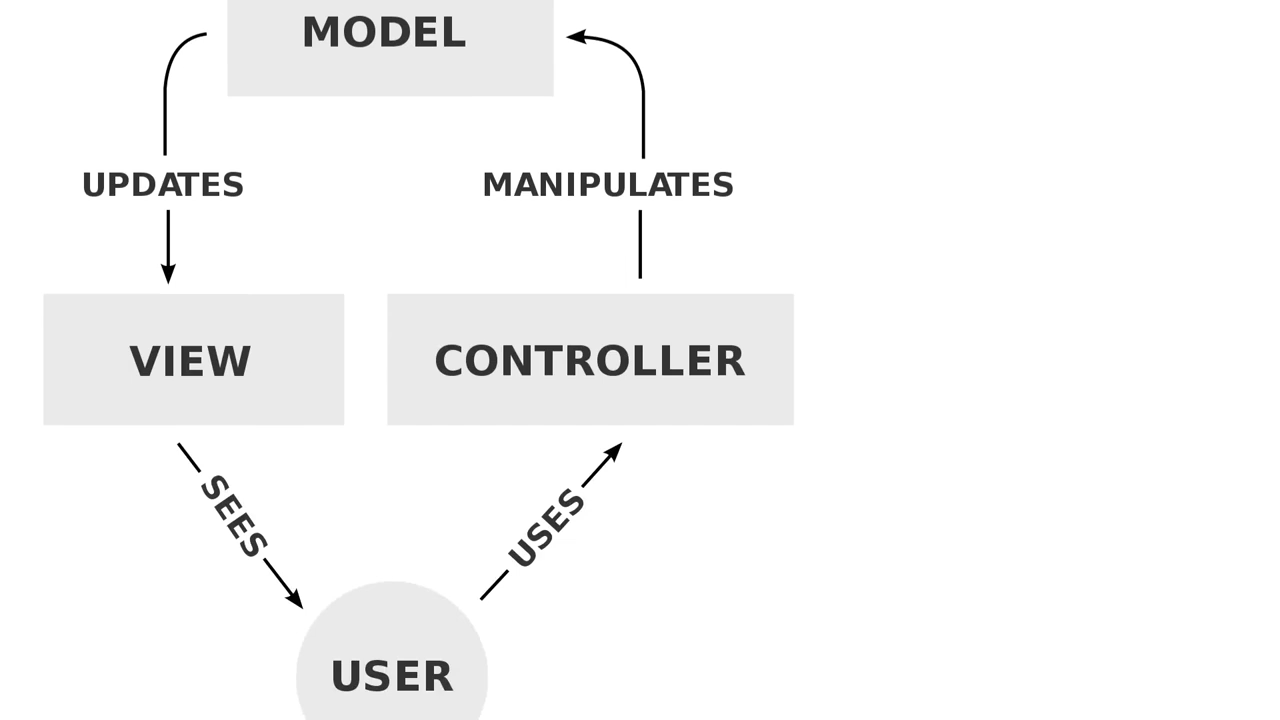 MODEL
UPDATES
MANIPULATES
VIEW
CONTROLLER
SEES
USES
USER